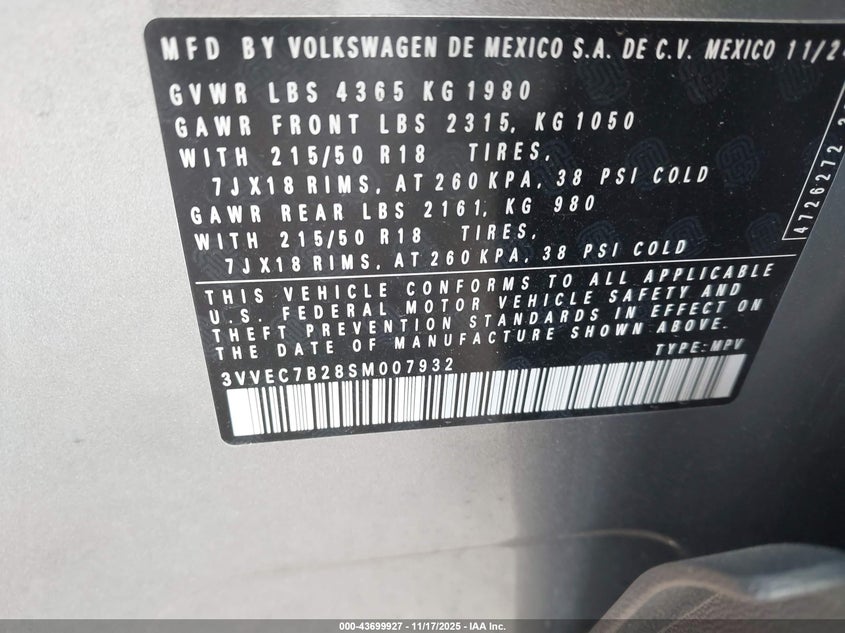 MFD BY VOLKSWAGEN DE MEXICO S.A. DE C.V. MEXICO 11/2
GVWR LBS 4365 KG1980
GAWR FRONT LBS 2315, KG1050
WITH 215/50 R18 TIRES,
7JX18 RIMS, AT 260 KPA, 38 PSI COLD
GAWR REAR LBS 2161, KG 980
WITH 215/50 R18 TIRES,
7JX18 RIMS, AT 260 KPA, 38 PSI COLD
THIS VEHICLE CONFORMS TO ALL APPLICABLE
U.S. FEDERAL MOTOR VEHICLE SAFETY AND
THEFT PREVENTION STANDARDS IN EFFECT ON
THE DATE OF MANUFACTURE SHOWN ABOVE.
TYPE:MPV
3VVEC7B28SM007932
4726272
000-43699927 - 11/17/2025 - IAA Inc.